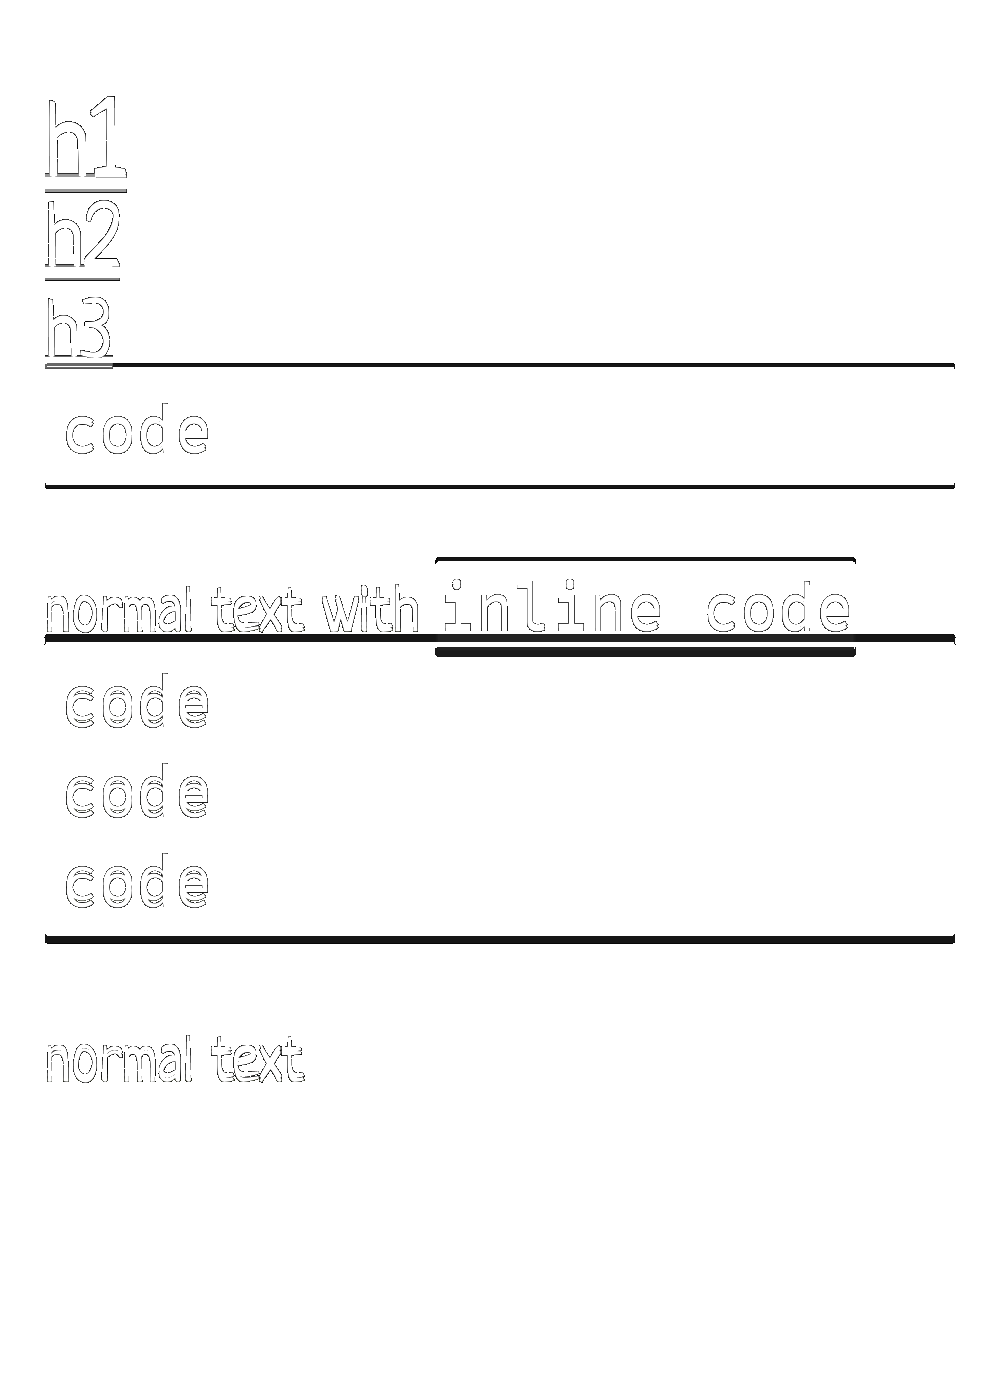 h1
h2
h3
code
normal text with inline code
code
code
code
normal text